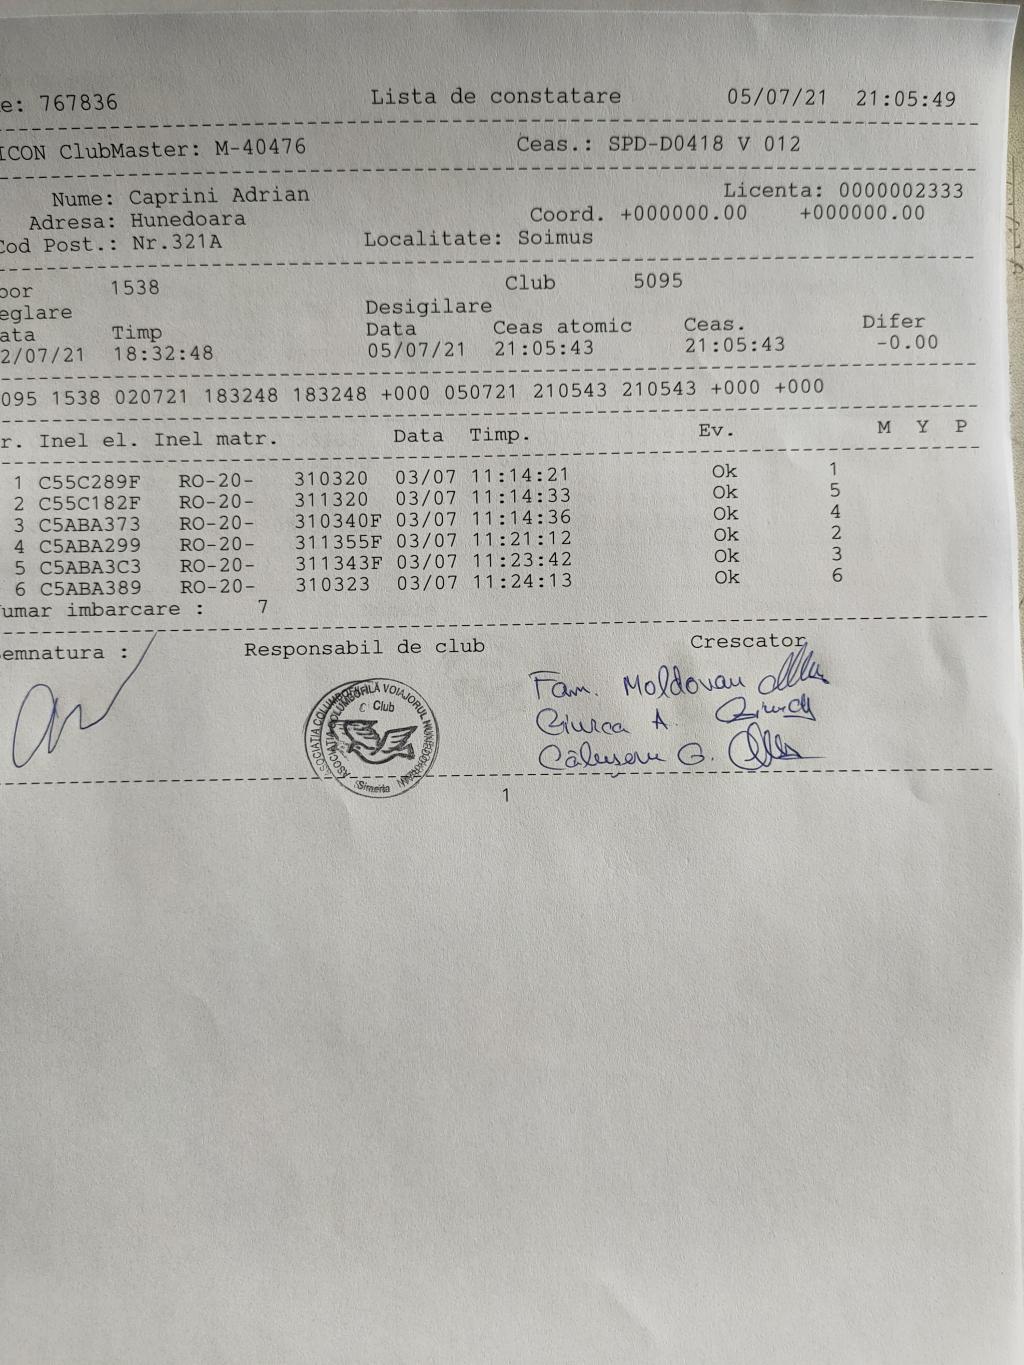 e: 767836 Lista de constatare 05/07/21 21:05:49
ICON ClubMaster: M-40476 Ceas.: SPD-D0418 V 012
Nume: Caprini Adrian Licenta: 0000002333
Adresa: Hunedoara Coord. +000000.00 +000000.00
Cod Post.: Nr.321A Localitate: Soimus
oor 1538 Club 5095
eglare Desigilare
ata Timp Data Ceas atomic Ceas. Difer
2/07/21 18:32:48 05/07/21 21:05:43 21:05:43 -0.00
095 1538 020721 183248 183248 +000 050721 210543 210543 +000 +000
r. Inel el. Inel matr. Data Timp. Ev. M Y P
1 C55C289F RO-20- 310320 03/07 11:14:21 Ok 1
2 C55C182F RO-20- 311320 03/07 11:14:33 Ok 5
3 C5ABA373 RO-20- 310340F 03/07 11:14:36 Ok 4
4 C5ABA299 RO-20- 311355F 03/07 11:21:12 Ok 2
5 C5ABA3C3 RO-20- 311343F 03/07 11:23:42 Ok 3
6 C5ABA389 RO-20- 310323 03/07 11:24:13 Ok 6
umar imbarcare : 7
emnatura : Responsabil de club Crescator
Fam. Moldovan
Giurca A.
G.
ASOCIATIA COLUMBOFILĂ VOIAJORUL
Club
Simeria
1